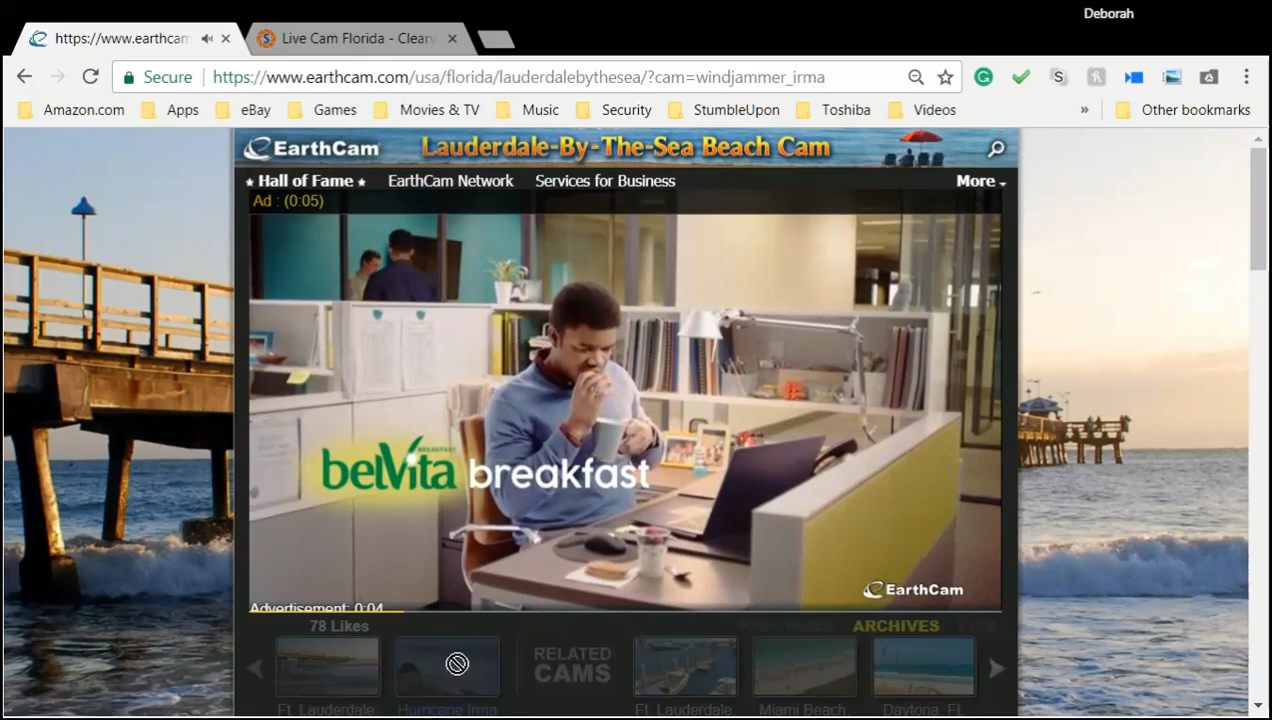 Deborah
https://www.earthcam
Live Cam Florida - Clearw
Secure https://www.earthcam.com/usa/florida/lauderdalebythesea/?cam=windjammer_irma
Amazon.com Apps eBay Games Movies & TV Music Security StumbleUpon Toshiba Videos » Other bookmarks
EarthCam Lauderdale-By-The-Sea Beach Cam
Hall of Fame EarthCam Network Services for Business More
Ad : (0:05)
BREAKFAST
belVita breakfast
EarthCam
Advertisement: 0:04
78 Likes ARCHIVES
RELATED
CAMS
Ft. Lauderdale Hurricane Irma Ft. Lauderdale, Miami Beach, Daytona, FL